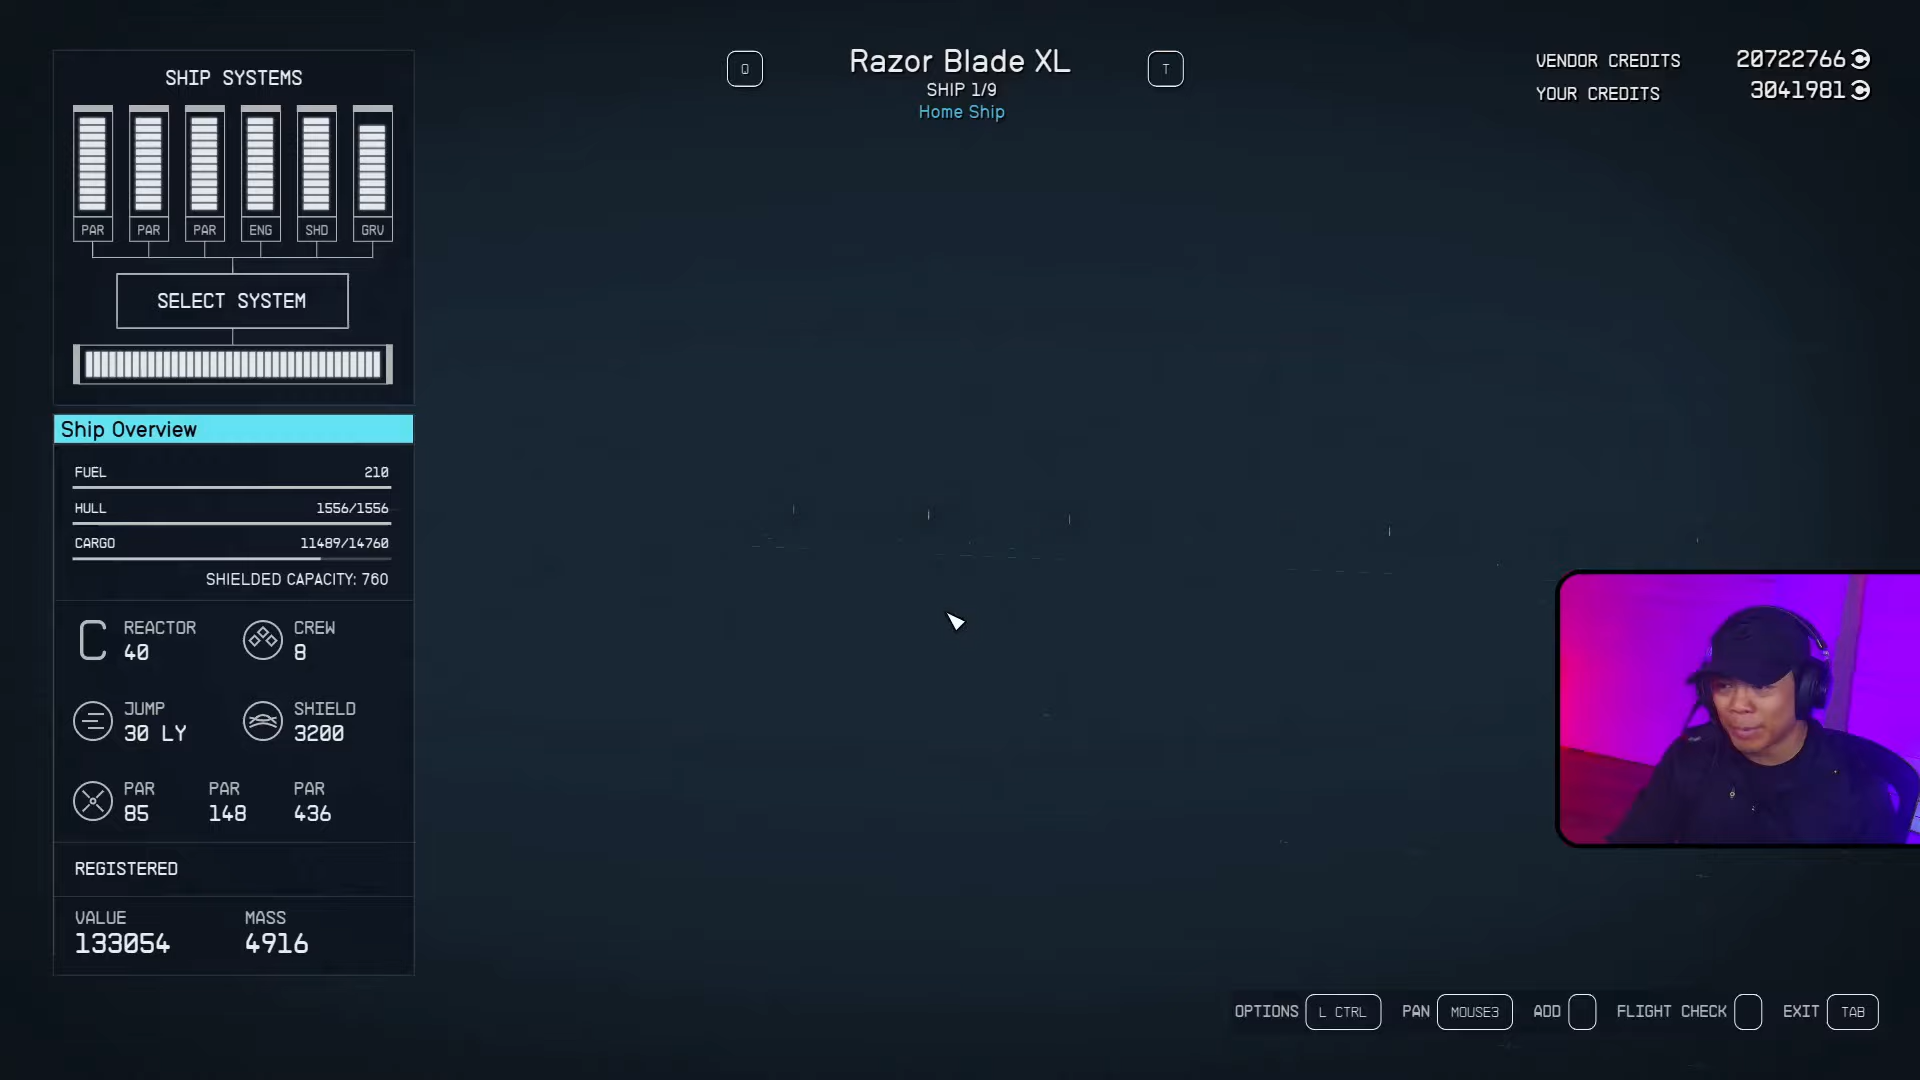 SHIP SYSTEMS
PAR PAR PAR ENG SHD GRV
SELECT SYSTEM
Ship Overview
FUEL 210
HULL 1556/1556
CARGO 11489/14760
SHIELDED CAPACITY: 760
C REACTOR 40
CREW 8
JUMP 30 LY
SHIELD 3200
PAR 85
PAR 148
PAR 436
REGISTERED
VALUE 133054
MASS 4916
Q Razor Blade XL T
SHIP 1/9
Home Ship
VENDOR CREDITS 20722766
YOUR CREDITS 3041981
OPTIONS L CTRL PAN MOUSE3 ADD FLIGHT CHECK EXIT TAB